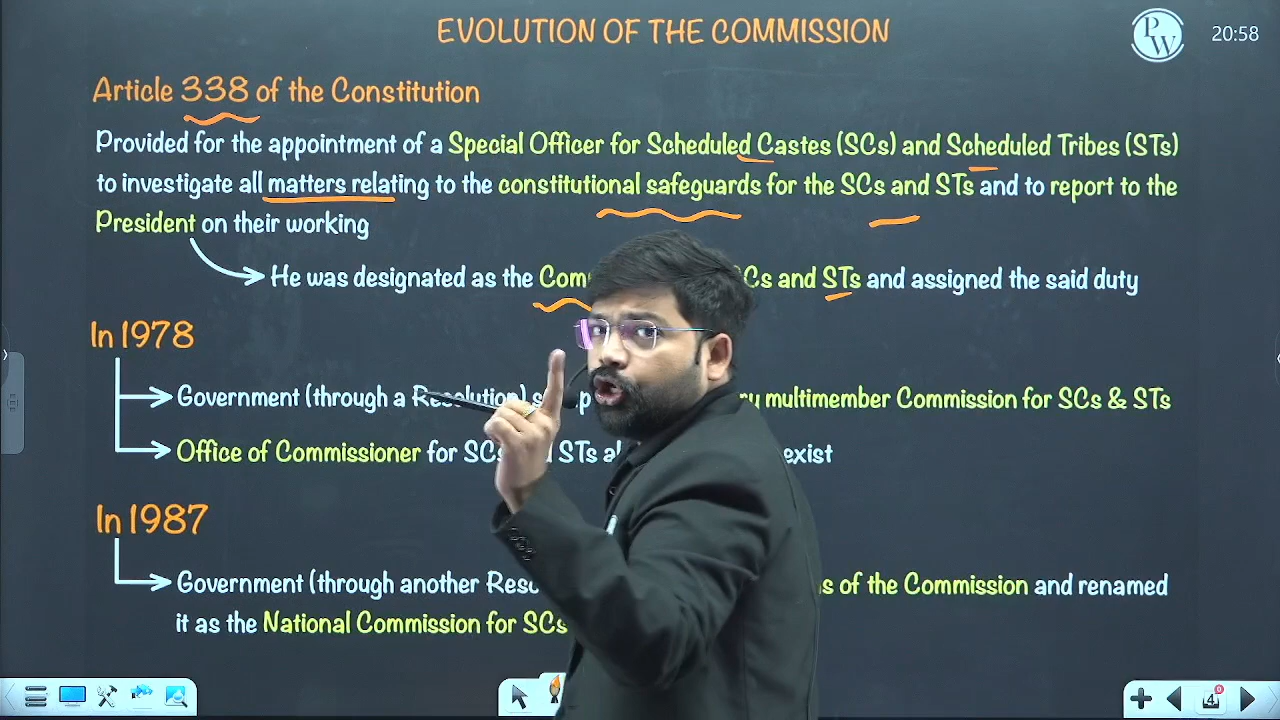 EVOLUTION OF THE COMMISSION
PW
20:58
Article 338 of the Constitution
Provided for the appointment of a Special Officer for Scheduled Castes (SCs) and Scheduled Tribes (STs)
to investigate all matters relating to the constitutional safeguards for the SCs and STs and to report to the
President on their working
He was designated as the Com Cs and STs and assigned the said duty
In 1978
Government (through a Resolution) s multimember Commission for SCs & STs
Office of Commissioner for SCs STs al exist
In 1987
Government (through another Reso s of the Commission and renamed
it as the National Commission for SCs
4